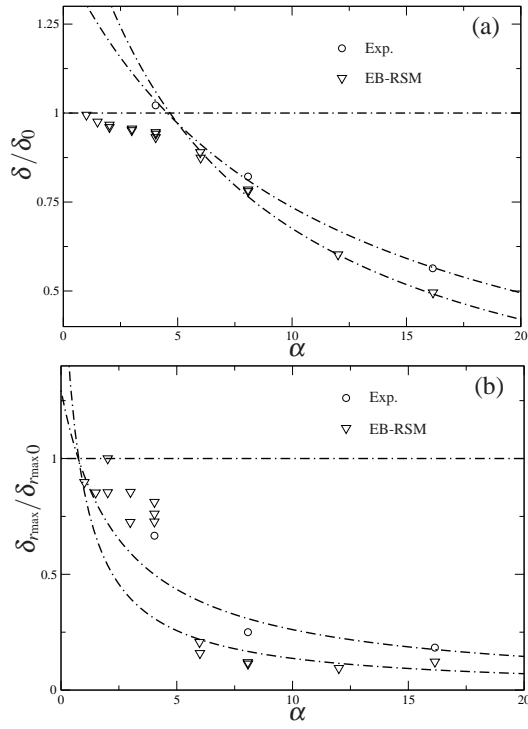 (a)
1.25
Exp.
EB-RSM
1
δ/δ0
0.75
0.5
0 5 10 15 20
α
(b)
Exp.
EB-RSM
1
δrmax/δrmax0
0.5
0
0 5 10 15 20
α